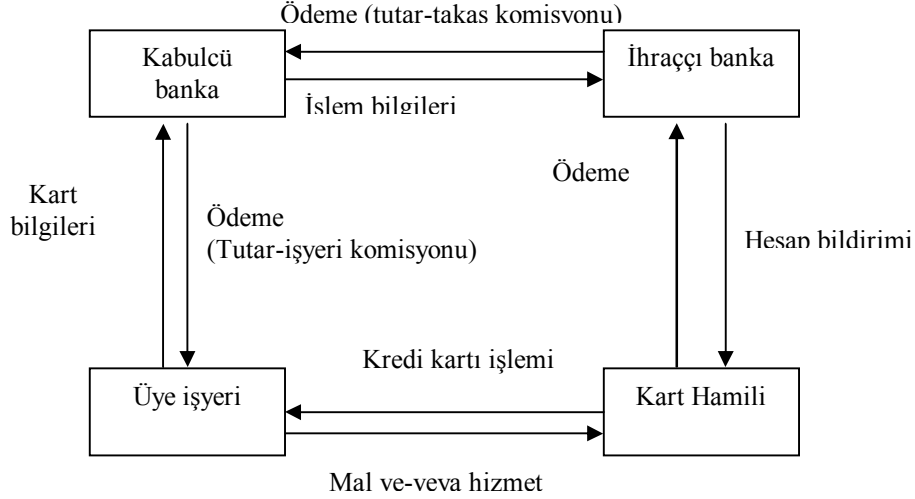 Ödeme (tutar-takas komisyonu)
Kabulcü
banka
İhraççı banka
İşlem bilgileri
Kart
bilgileri
Ödeme
(Tutar-işyeri komisyonu)
Ödeme
Hesap bildirimi
Kredi kartı işlemi
Üye işyeri
Kart Hamili
Mal ve-veya hizmet